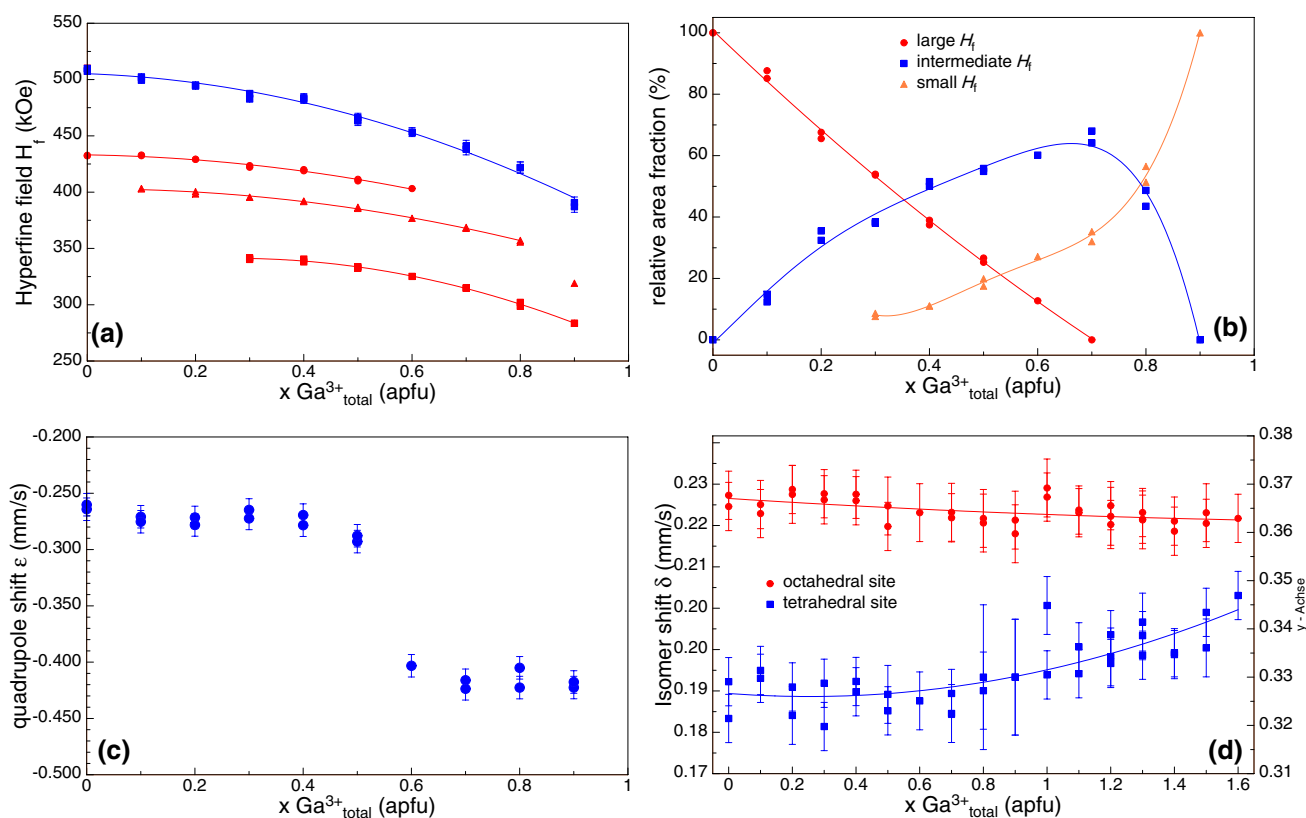 550
500
450
400
350
300
250
Hyperfine field H_f (kOe)
(a)
0 0.2 0.4 0.6 0.8 1
x Ga³⁺total (apfu)
100
80
60
40
20
0
relative area fraction (%)
large H_f
intermediate H_f
small H_f
(b)
0.0 0.2 0.4 0.6 0.8 1
x Ga³⁺total (apfu)
-0.200
-0.250
-0.300
-0.350
-0.400
-0.450
-0.500
quadrupole shift ε (mm/s)
(c)
0 0.2 0.4 0.6 0.8 1
x Ga³⁺total (apfu)
0.23
0.22
0.21
0.20
0.19
0.18
0.17
Isomer shift δ (mm/s)
octahedral site
tetrahedral site
(d)
0.38
0.37
0.36
0.35
0.34
0.33
0.32
0.31
y - Achse
0.0 0.2 0.4 0.6 0.8 1.0 1.2 1.4 1.6
x Ga³⁺total (apfu)